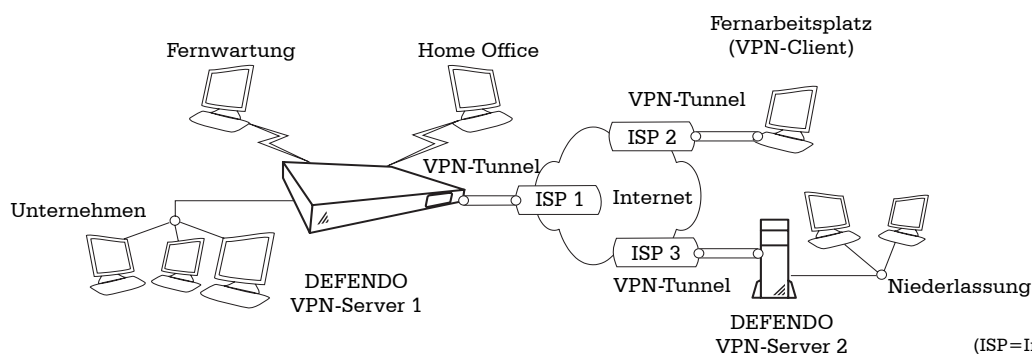 Fernarbeitsplatz
(VPN-Client)
Fernwartung
Home Office
VPN-Tunnel
ISP 2
VPN-Tunnel
ISP 1
Internet
Unternehmen
ISP 3
VPN-Tunnel
Niederlassung
DEFENDO
VPN-Server 1
DEFENDO
VPN-Server 2